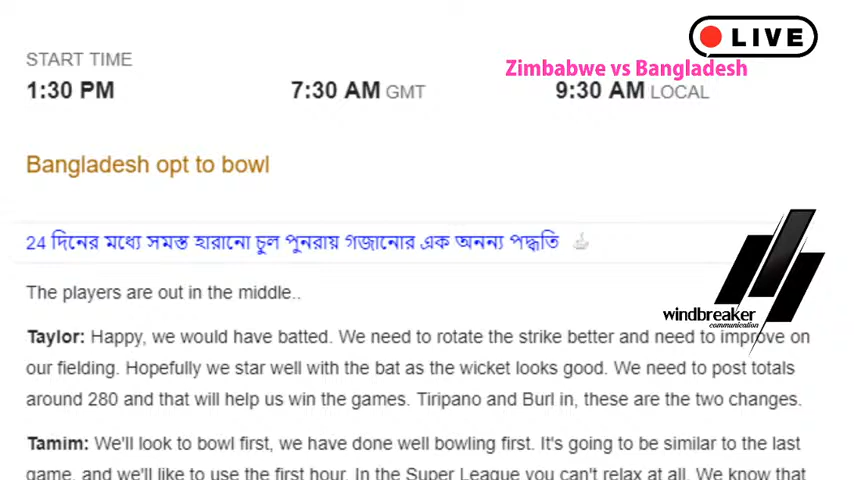 LIVE
START TIME
Zimbabwe vs Bangladesh
1:30 PM 7:30 AM GMT 9:30 AM LOCAL
Bangladesh opt to bowl
24 দিনের মধ্যে সমস্ত হারানো চুল পুনরায় গজানোর এক অনন্য পদ্ধতি
The players are out in the middle..
windbreaker
communication
Taylor: Happy, we would have batted. We need to rotate the strike better and need to improve on
our fielding. Hopefully we star well with the bat as the wicket looks good. We need to post totals
around 280 and that will help us win the games. Tiripano and Burl in, these are the two changes.
Tamim: We'll look to bowl first, we have done well bowling first. It's going to be similar to the last
game, and we'll like to use the first hour. In the Super League you can't relax at all. We know that